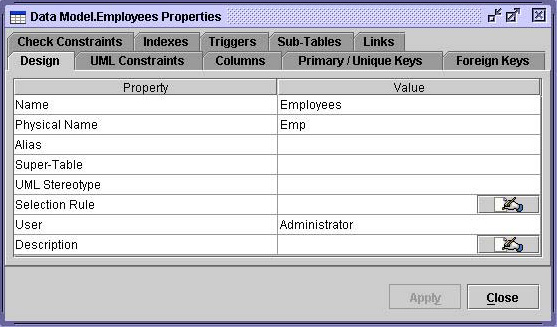 Data Model.Employees Properties
Check Constraints Indexes Triggers Sub-Tables Links
Design UML Constraints Columns Primary / Unique Keys Foreign Keys
Property Value
Name Employees
Physical Name Emp
Alias
Super-Table
UML Stereotype
Selection Rule
User Administrator
Description
Apply Close